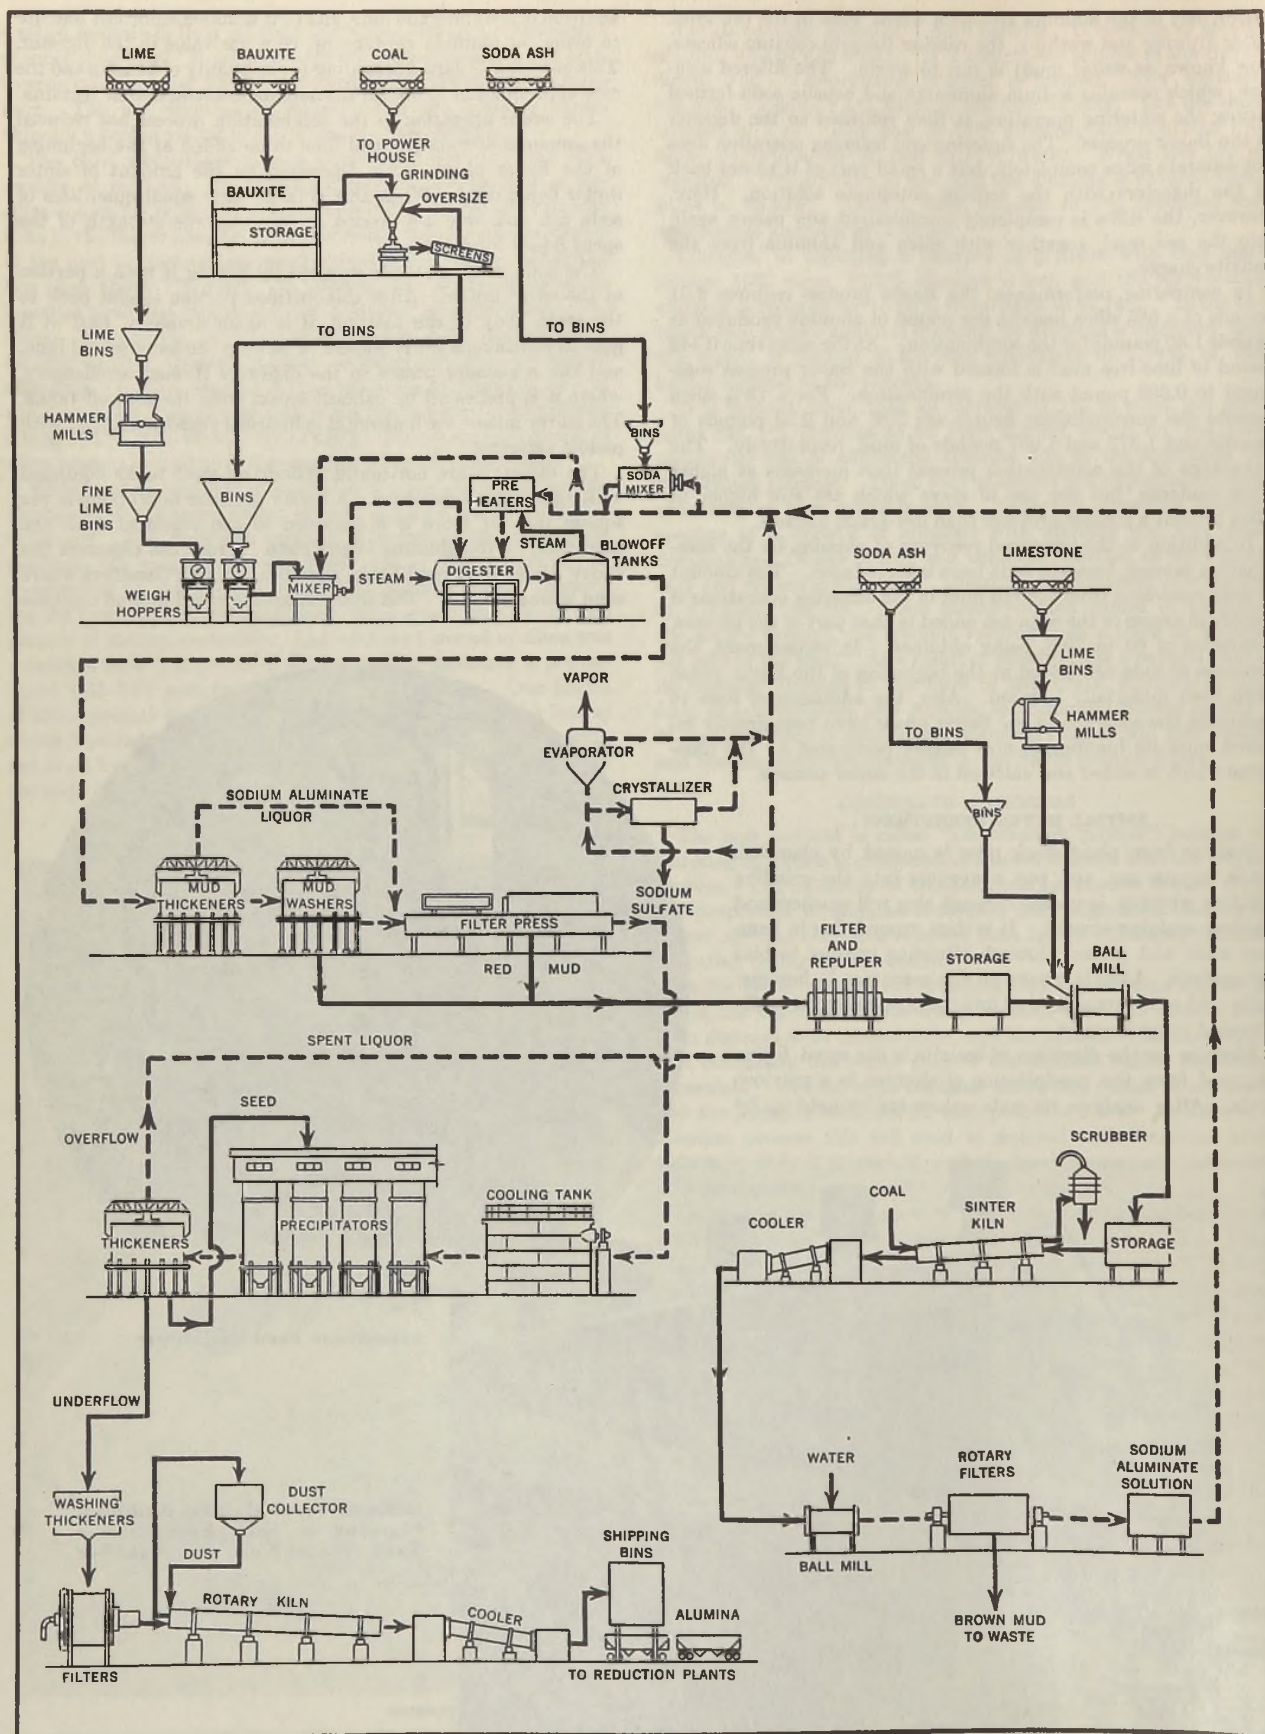 LIME
BAUXITE
COAL
SODA ASH
TO POWER
HOUSE
GRINDING
BAUXITE
OVERSIZE
STORAGE
SCREENS
LIME
BINS
TO BINS
TO BINS
HAMMER
MILLS
BINS
SODA
MIXER
FINE
LIME
BINS
BINS
PRE
HEATERS
STEAM
BLOWOFF
TANKS
WEIGH
HOPPERS
MIXER
STEAM
DIGESTER
SODA ASH
LIMESTONE
LIME
BINS
HAMMER
MILLS
TO BINS
BINS
VAPOR
EVAPORATOR
CRYSTALLIZER
SODIUM ALUMINATE
LIQUOR
MUD
THICKENERS
MUD
WASHERS
FILTER PRESS
SODIUM
SULFATE
RED MUD
FILTER
AND
REPULPER
STORAGE
BALL
MILL
SPENT LIQUOR
SEED
OVERFLOW
THICKENERS
PRECIPITATORS
COOLING TANK
SCRUBBER
COAL
SINTER
KILN
COOLER
STORAGE
UNDERFLOW
WASHING
THICKENERS
DUST
COLLECTOR
DUST
ROTARY KILN
COOLER
SHIPPING
BINS
ALUMINA
FILTERS
TO REDUCTION PLANTS
WATER
BALL MILL
ROTARY
FILTERS
SODIUM
ALUMINATE
SOLUTION
BROWN MUD
TO WASTE